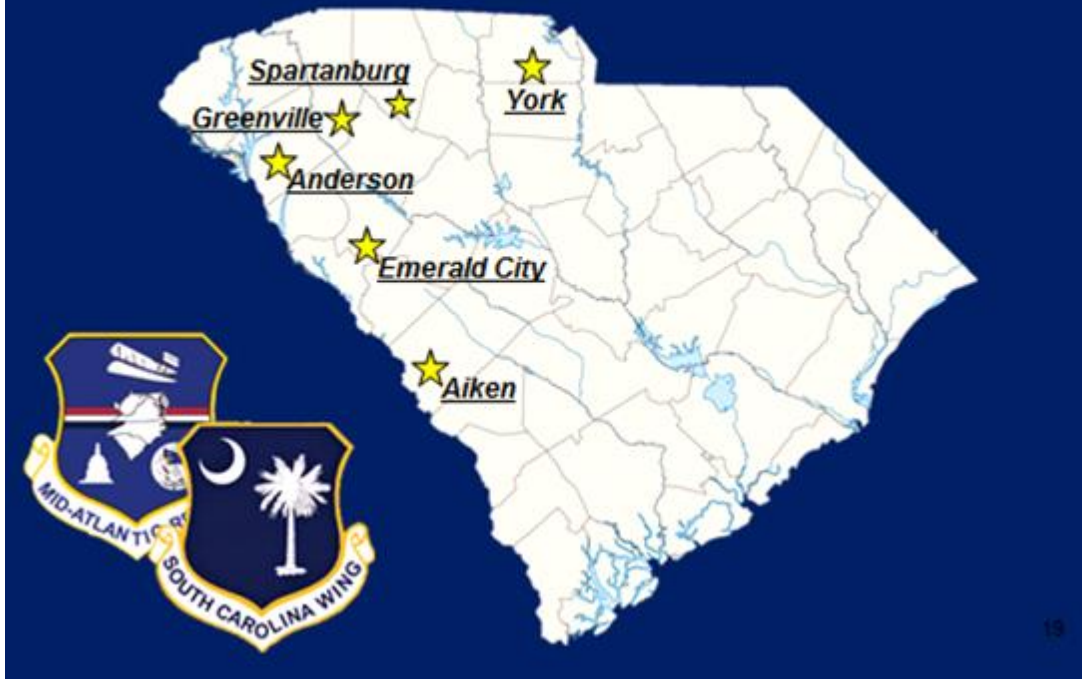 Spartanburg
York
Greenville
Anderson
Emerald City
Aiken
MID-ATLANTIC
SOUTH CAROLINA WING
19